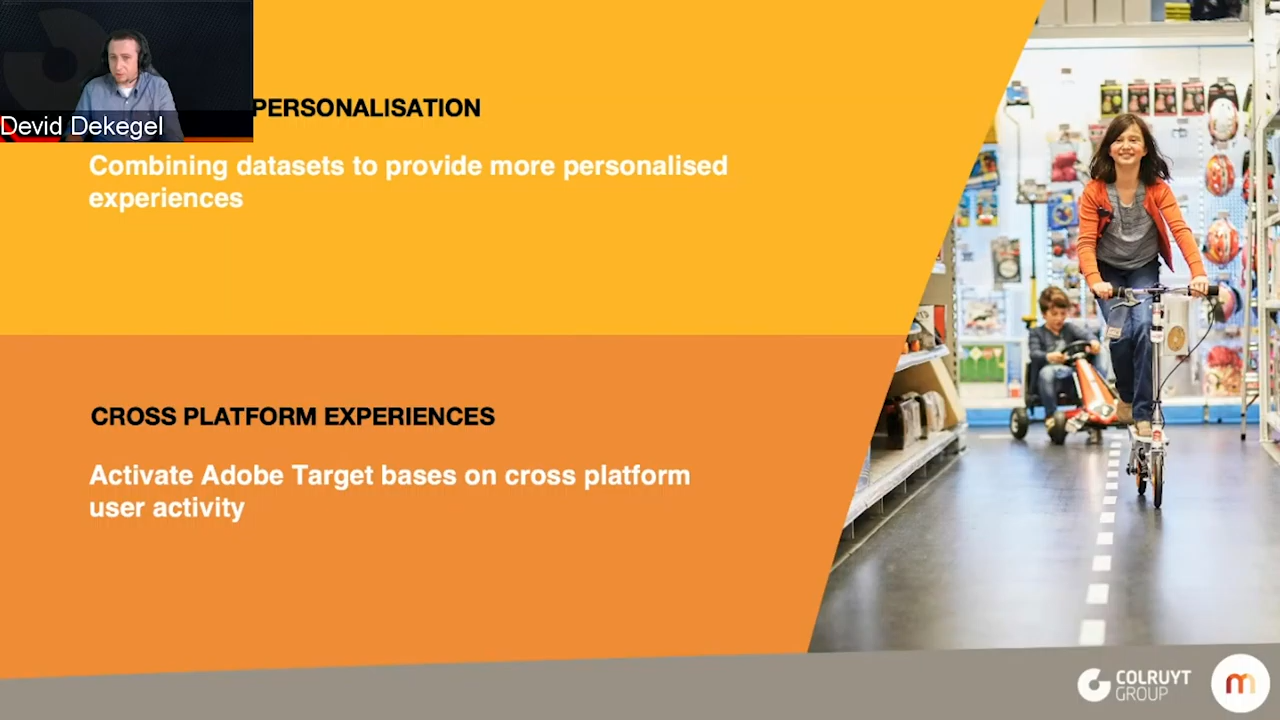 Devid Dekegel
PERSONALISATION
Combining datasets to provide more personalised
experiences
CROSS PLATFORM EXPERIENCES
Activate Adobe Target bases on cross platform
user activity
COLRUYT
GROUP
m